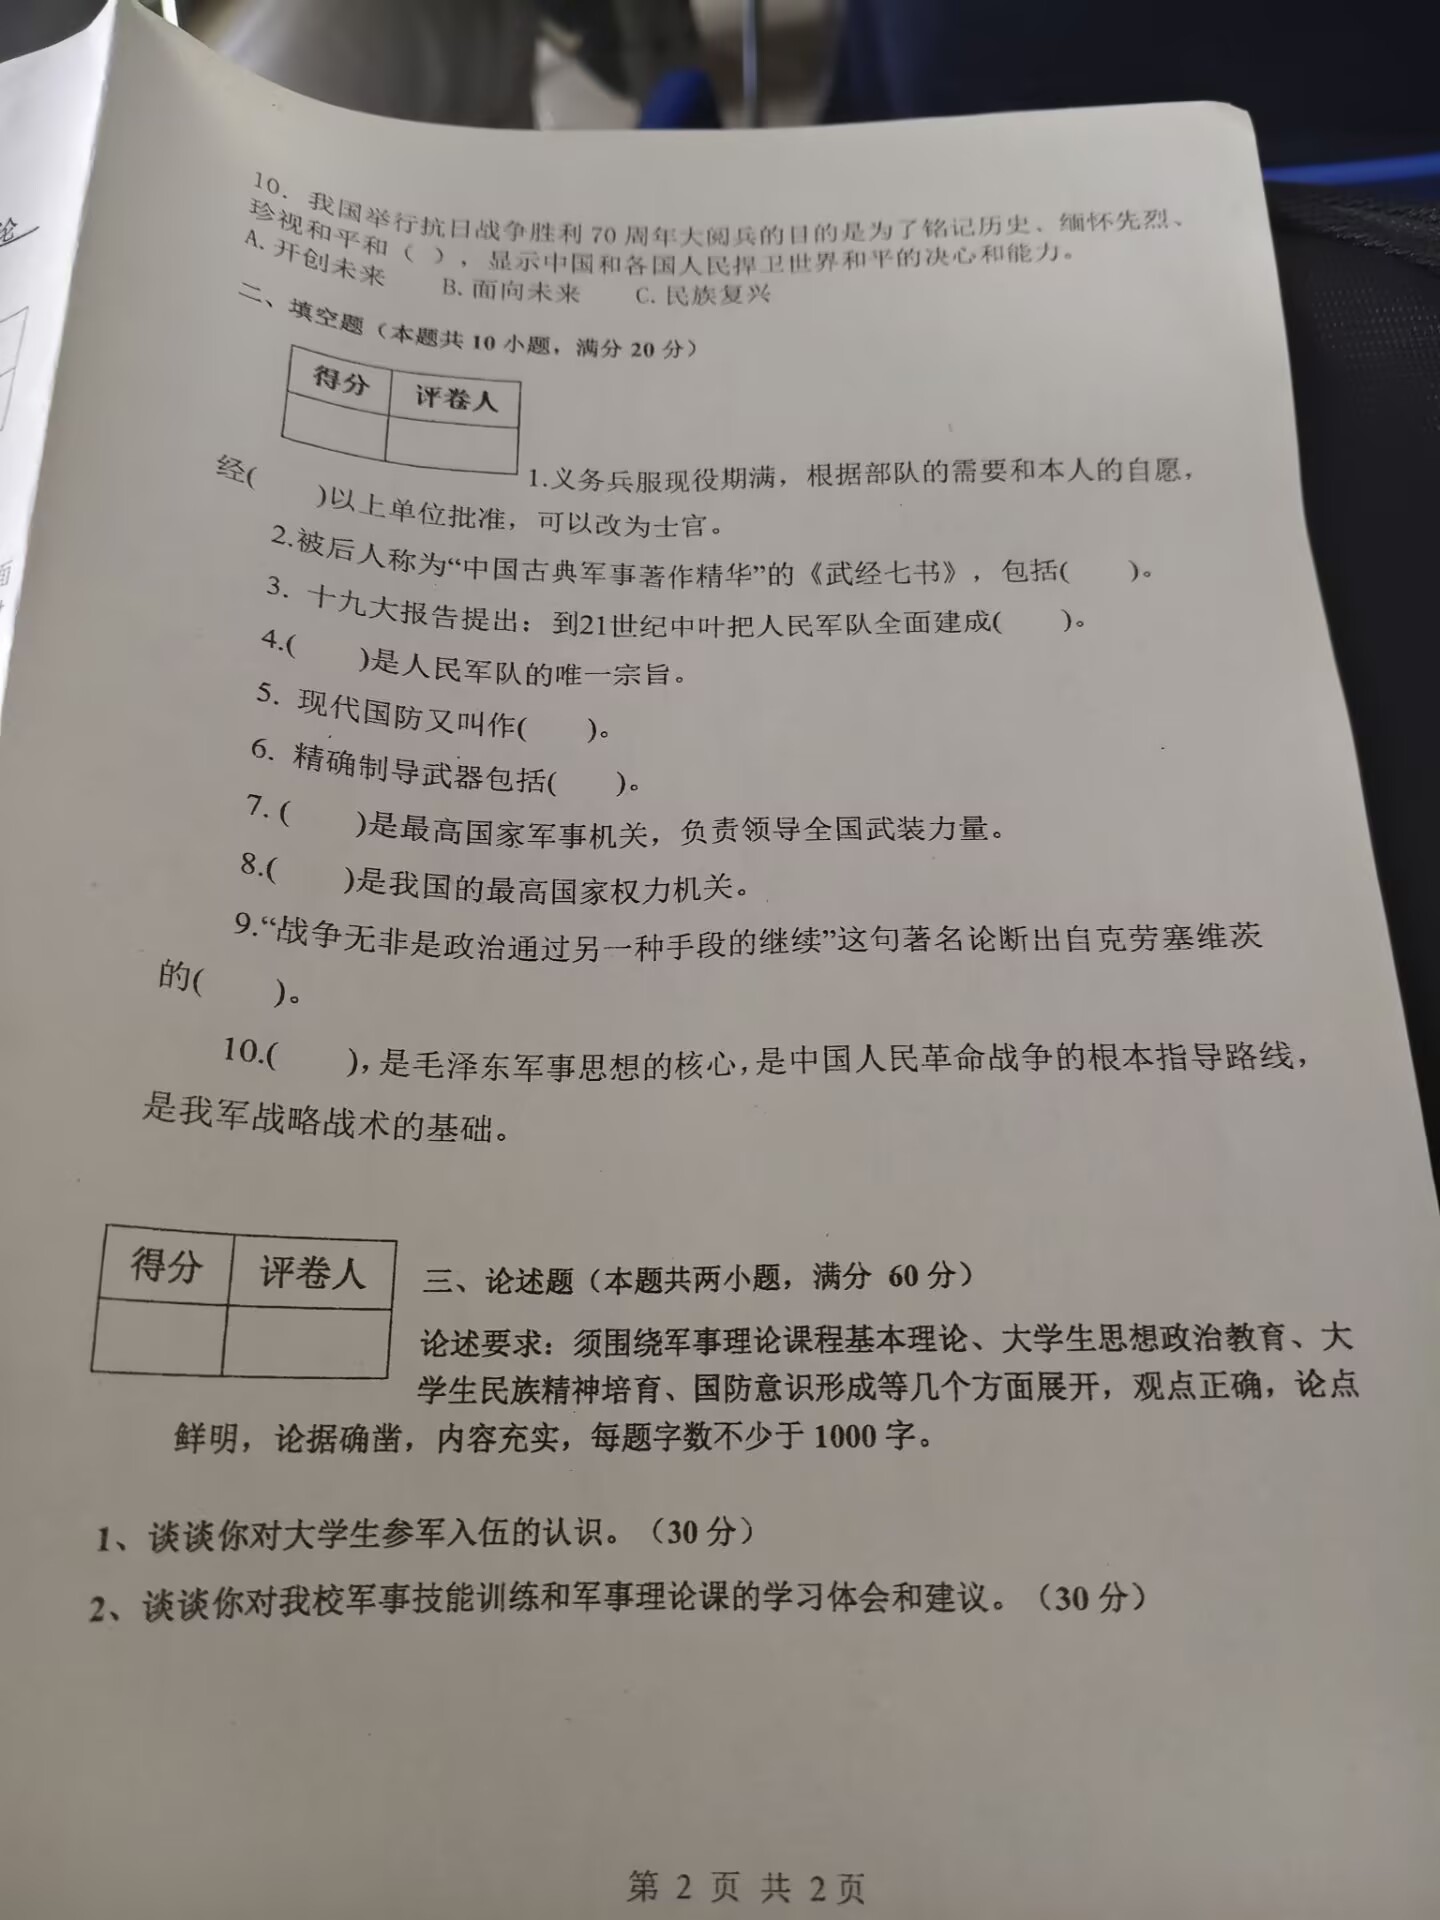 论
面
10. 我国举行抗日战争胜利 70 周年大阅兵的目的是为了铭记历史、缅怀先烈、
珍视和平和（ ），显示中国和各国人民捍卫世界和平的决心和能力。
A. 开创未来 B. 面向未来 C. 民族复兴
二、填空题（本题共 10 小题，满分 20 分）
得分 评卷人
1.义务兵服现役期满，根据部队的需要和本人的自愿，
经( )以上单位批准，可以改为士官。
2.被后人称为“中国古典军事著作精华”的《武经七书》，包括( )。
3. 十九大报告提出：到21世纪中叶把人民军队全面建成( )。
4.( )是人民军队的唯一宗旨。
5. 现代国防又叫作( )。
6. 精确制导武器包括( )。
7. ( )是最高国家军事机关，负责领导全国武装力量。
8.( )是我国的最高国家权力机关。
9.“战争无非是政治通过另一种手段的继续”这句著名论断出自克劳塞维茨
的( )。
10.( ), 是毛泽东军事思想的核心, 是中国人民革命战争的根本指导路线,
是我军战略战术的基础。
得分 评卷人
三、论述题（本题共两小题，满分 60 分）
论述要求：须围绕军事理论课程基本理论、大学生思想政治教育、大
学生民族精神培育、国防意识形成等几个方面展开，观点正确，论点
鲜明，论据确凿，内容充实，每题字数不少于 1000 字。
1、谈谈你对大学生参军入伍的认识。（30 分）
2、谈谈你对我校军事技能训练和军事理论课的学习体会和建议。（30 分）
第 2 页 共 2 页